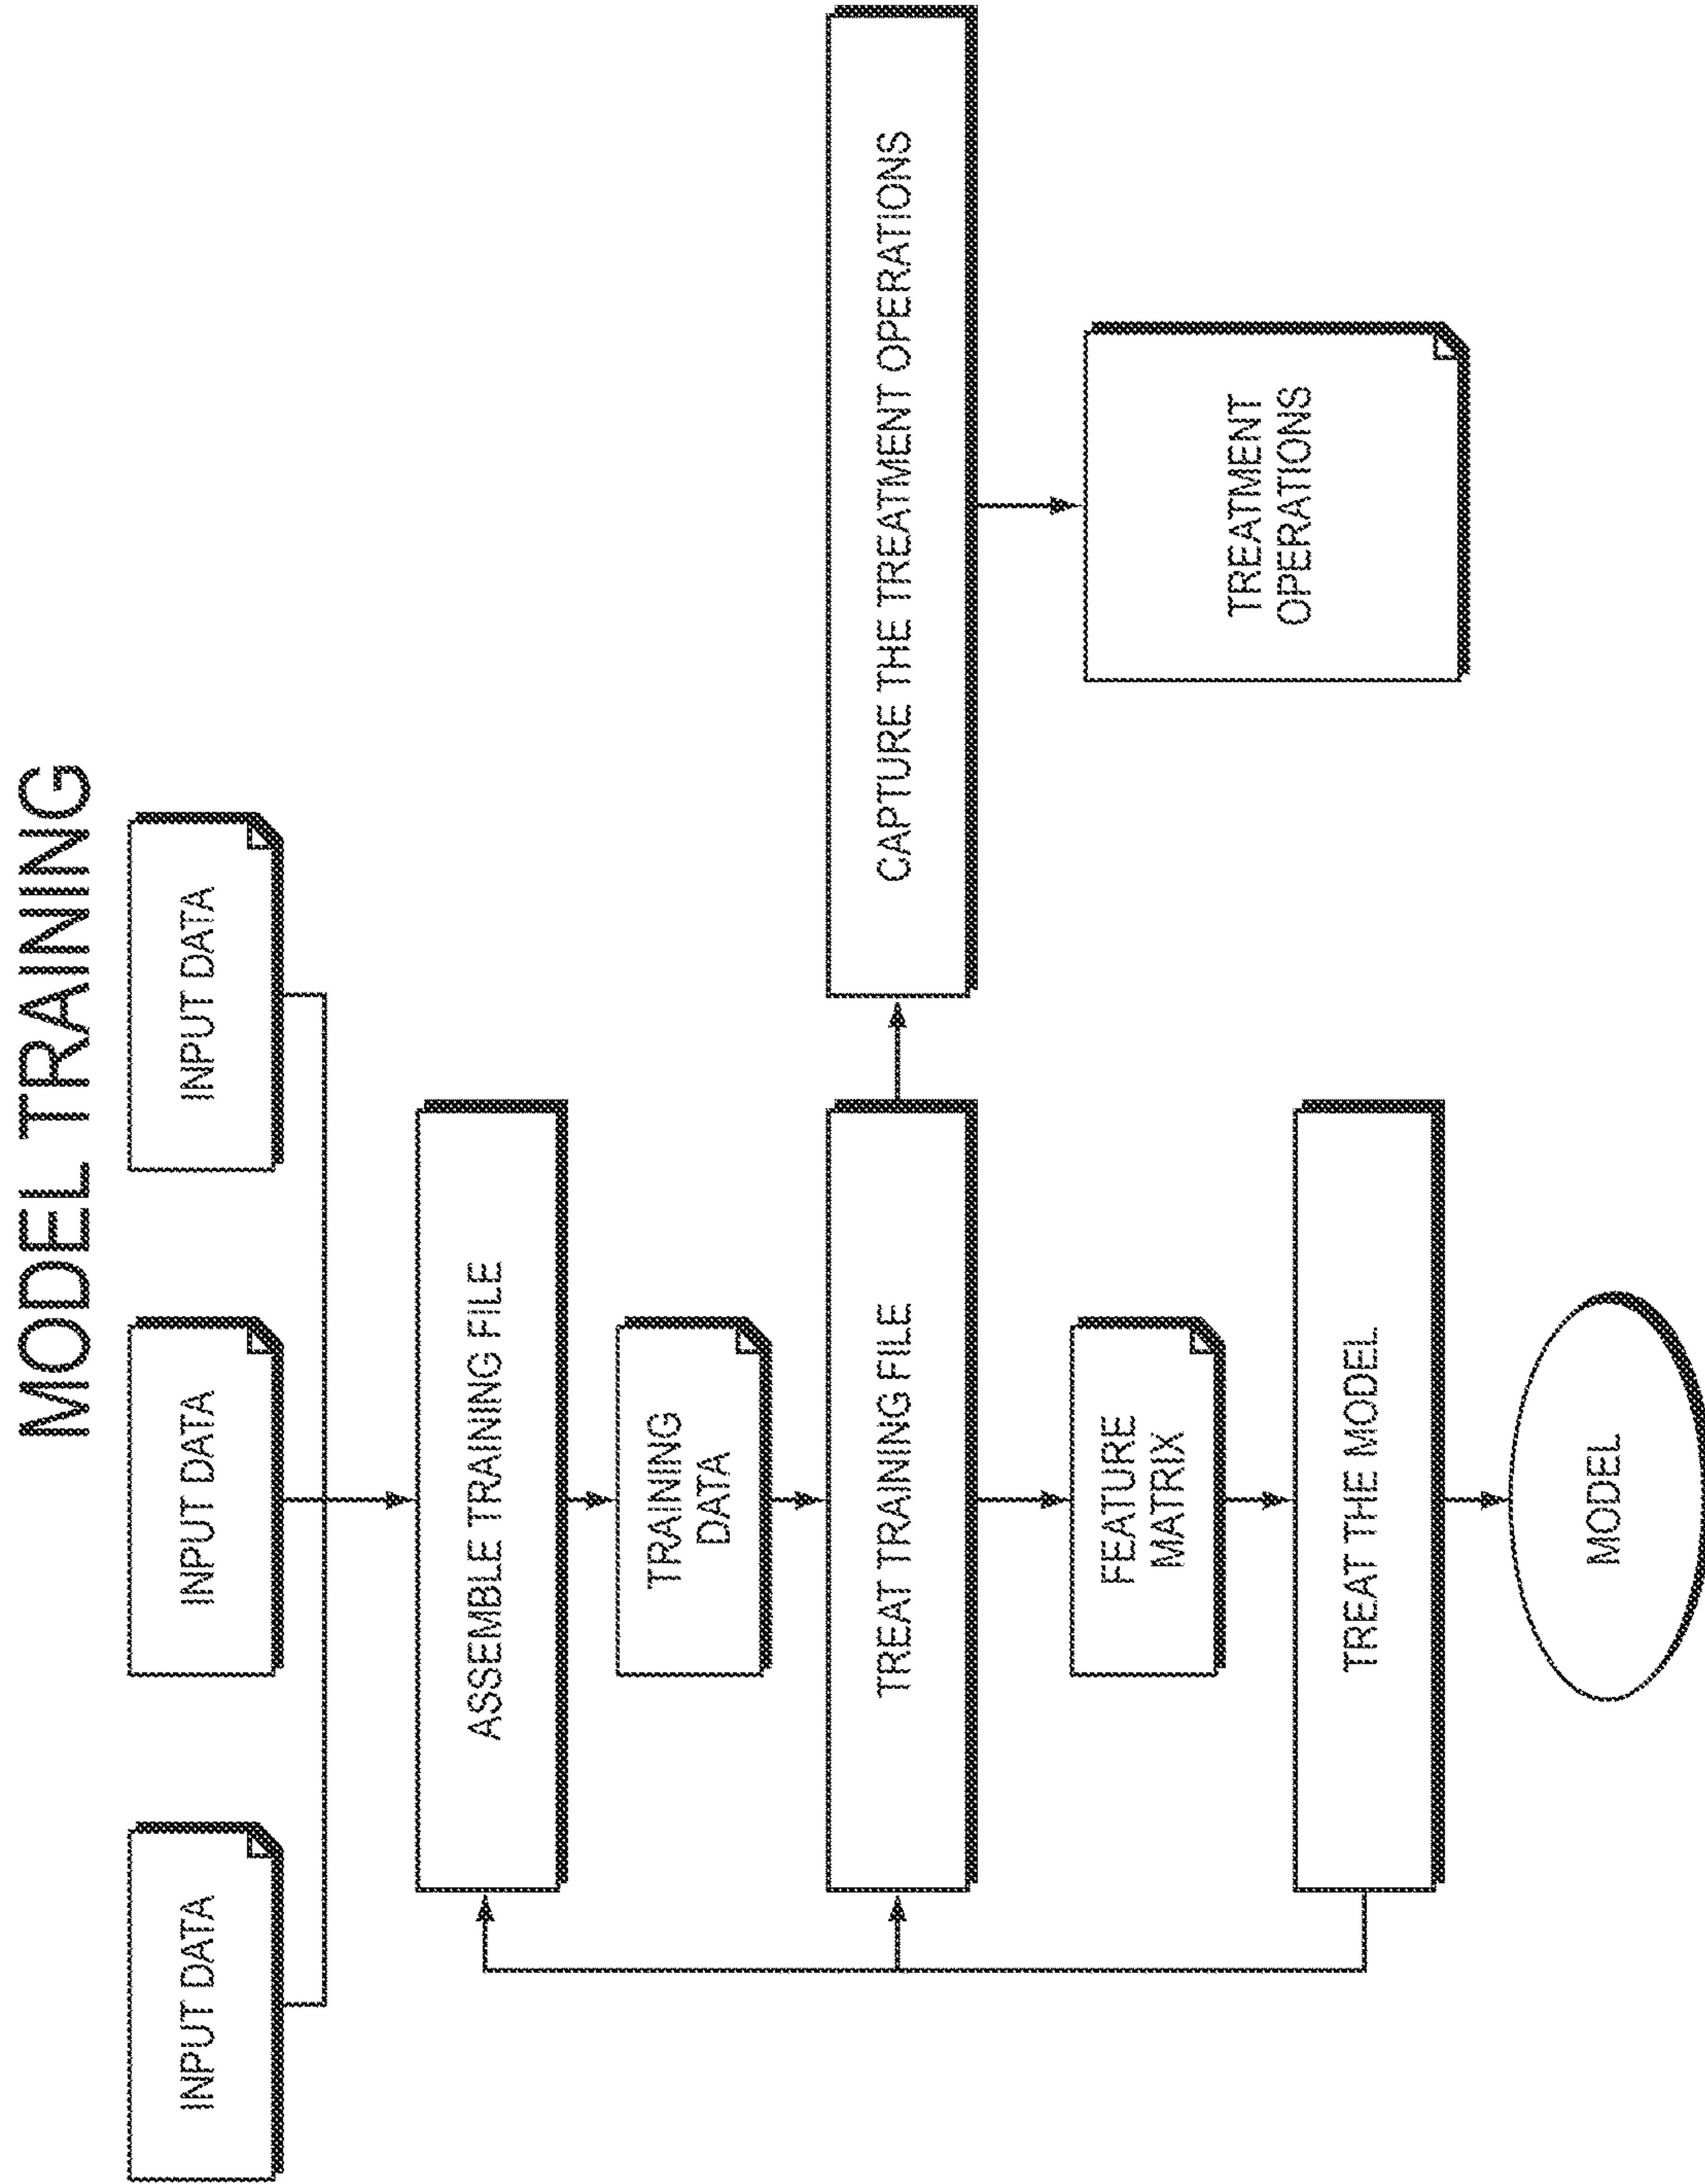 MODEL TRAINING
INPUT DATA
INPUT DATA
INPUT DATA
ASSEMBLE TRAINING FILE
TRAINING
DATA
TREAT TRAINING FILE
CAPTURE THE TREATMENT OPERATIONS
FEATURE
MATRIX
TREATMENT
OPERATIONS
TREAT THE MODEL
MODEL